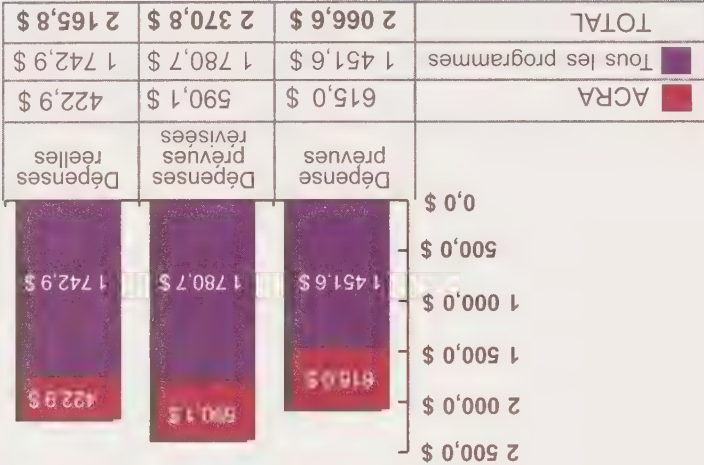 2 500,0 $
2 000,0 $
1 500,0 $
1 000,0 $
500,0 $
0,0 $
615,0 $ 590,1 $ 422,9 $
1 451,6 $ 1 780,7 $ 1 742,9 $
Dépense prévues
Dépenses prévues révisées
Dépenses réelles
ACRA 615,0 $ 590,1 $ 422,9 $
Tous les programmes 1 451,6 $ 1 780,7 $ 1 742,9 $
TOTAL 2 066,6 $ 2 370,8 $ 2 165,8 $